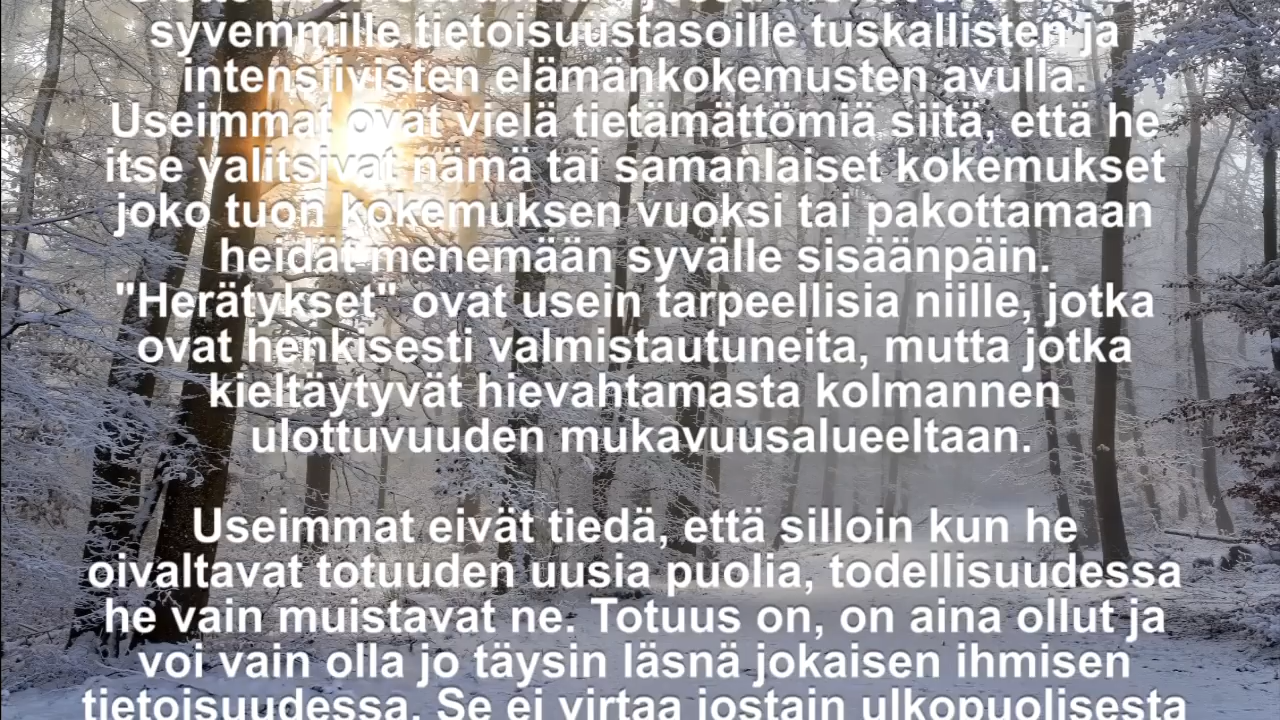 syvemmille tietoisuustasoille tuskallisten ja
intensiivisten elämänkokemusten avulla.
Useimmat ovat vielä tietämättömiä siitä, että he
itse valitsivat nämä tai samanlaiset kokemukset
joko tuon kokemuksen vuoksi tai pakottamaan
heidät menemään syvälle sisäänpäin.
"Herätykset" ovat usein tarpeellisia niille, jotka
ovat henkisesti valmistautuneita, mutta jotka
kieltäytyvät hievahtamasta kolmannen
ulottuvuuden mukavuusalueeltaan.
Useimmat eivät tiedä, että silloin kun he
oivaltavat totuuden uusia puolia, todellisuudessa
he vain muistavat ne. Totuus on, on aina ollut ja
voi vain olla jo täysin läsnä jokaisen ihmisen
tietoisuudessa. Se ei virtaa jostain ulkopuolisesta